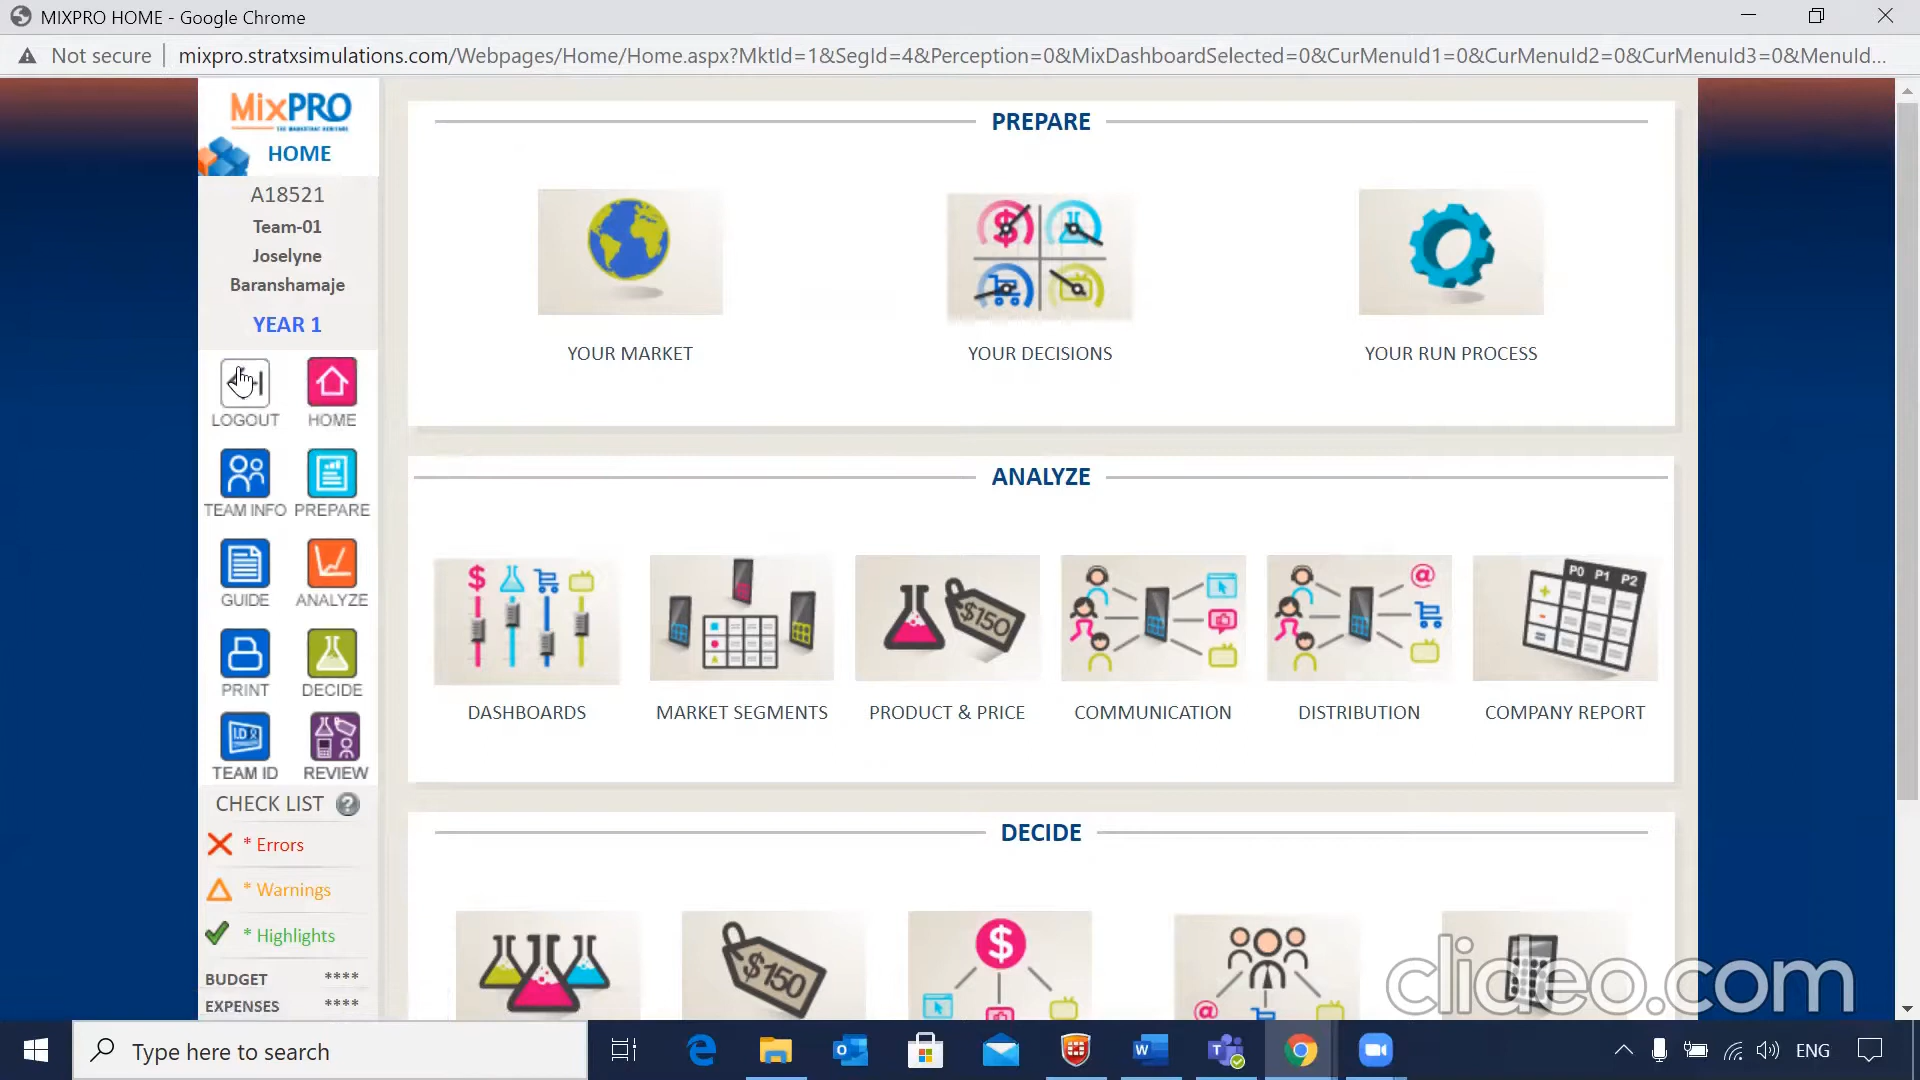 MIXPRO HOME - Google Chrome
Not secure
mixpro.stratxsimulations.com/Webpages/Home/Home.aspx?MktId=1&SegId=4&Perception=0&MixDashboardSelected=0&CurMenuId1=0&CurMenuId2=0&CurMenuId3=0&MenuId...
MixPRO
HOME
A18521
Team-01
Joselyne
Baranshamaje
YEAR 1
LOGOUT
HOME
TEAM INFO
PREPARE
GUIDE
ANALYZE
PRINT
DECIDE
I.D
TEAM ID
REVIEW
CHECK LIST ?
* Errors
* Warnings
* Highlights
BUDGET ****
EXPENSES ****
PREPARE
$
YOUR MARKET
YOUR DECISIONS
YOUR RUN PROCESS
ANALYZE
$
$150
@
P0 P1 P2
DASHBOARDS
MARKET SEGMENTS
PRODUCT & PRICE
COMMUNICATION
DISTRIBUTION
COMPANY REPORT
DECIDE
$150
$
@
clideo.com
Type here to search
ENG